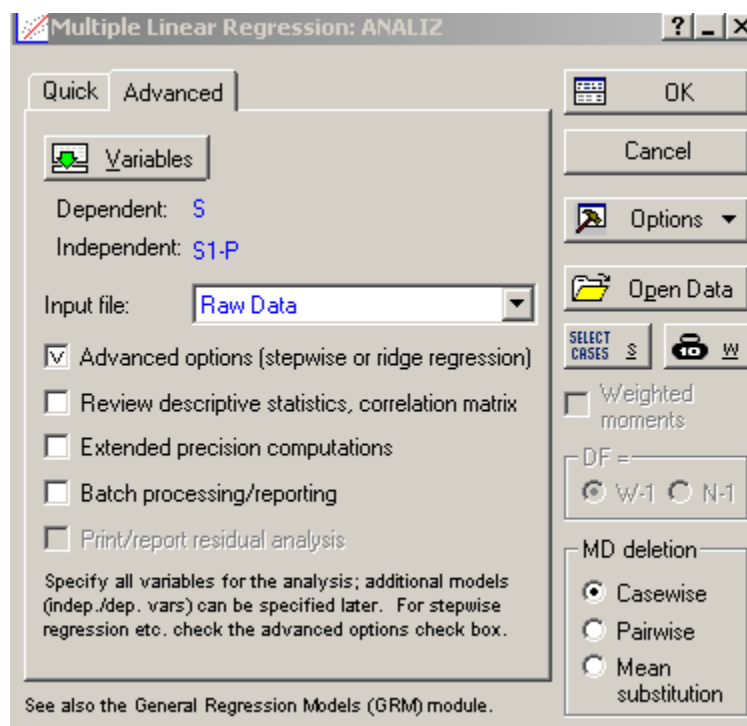 Multiple Linear Regression: ANALIZ
Quick Advanced
OK
Variables
Cancel
Dependent: S
Options
Independent: S1-P
Open Data
Input file: Raw Data
SELECT CASES S W
Advanced options (stepwise or ridge regression)
Weighted moments
Review descriptive statistics, correlation matrix
Extended precision computations
DF =
W-1 N-1
Batch processing/reporting
Print/report residual analysis
MD deletion
Casewise
Pairwise
Mean substitution
Specify all variables for the analysis; additional models
(indep./dep. vars) can be specified later. For stepwise
regression etc. check the advanced options check box.
See also the General Regression Models (GRM) module.